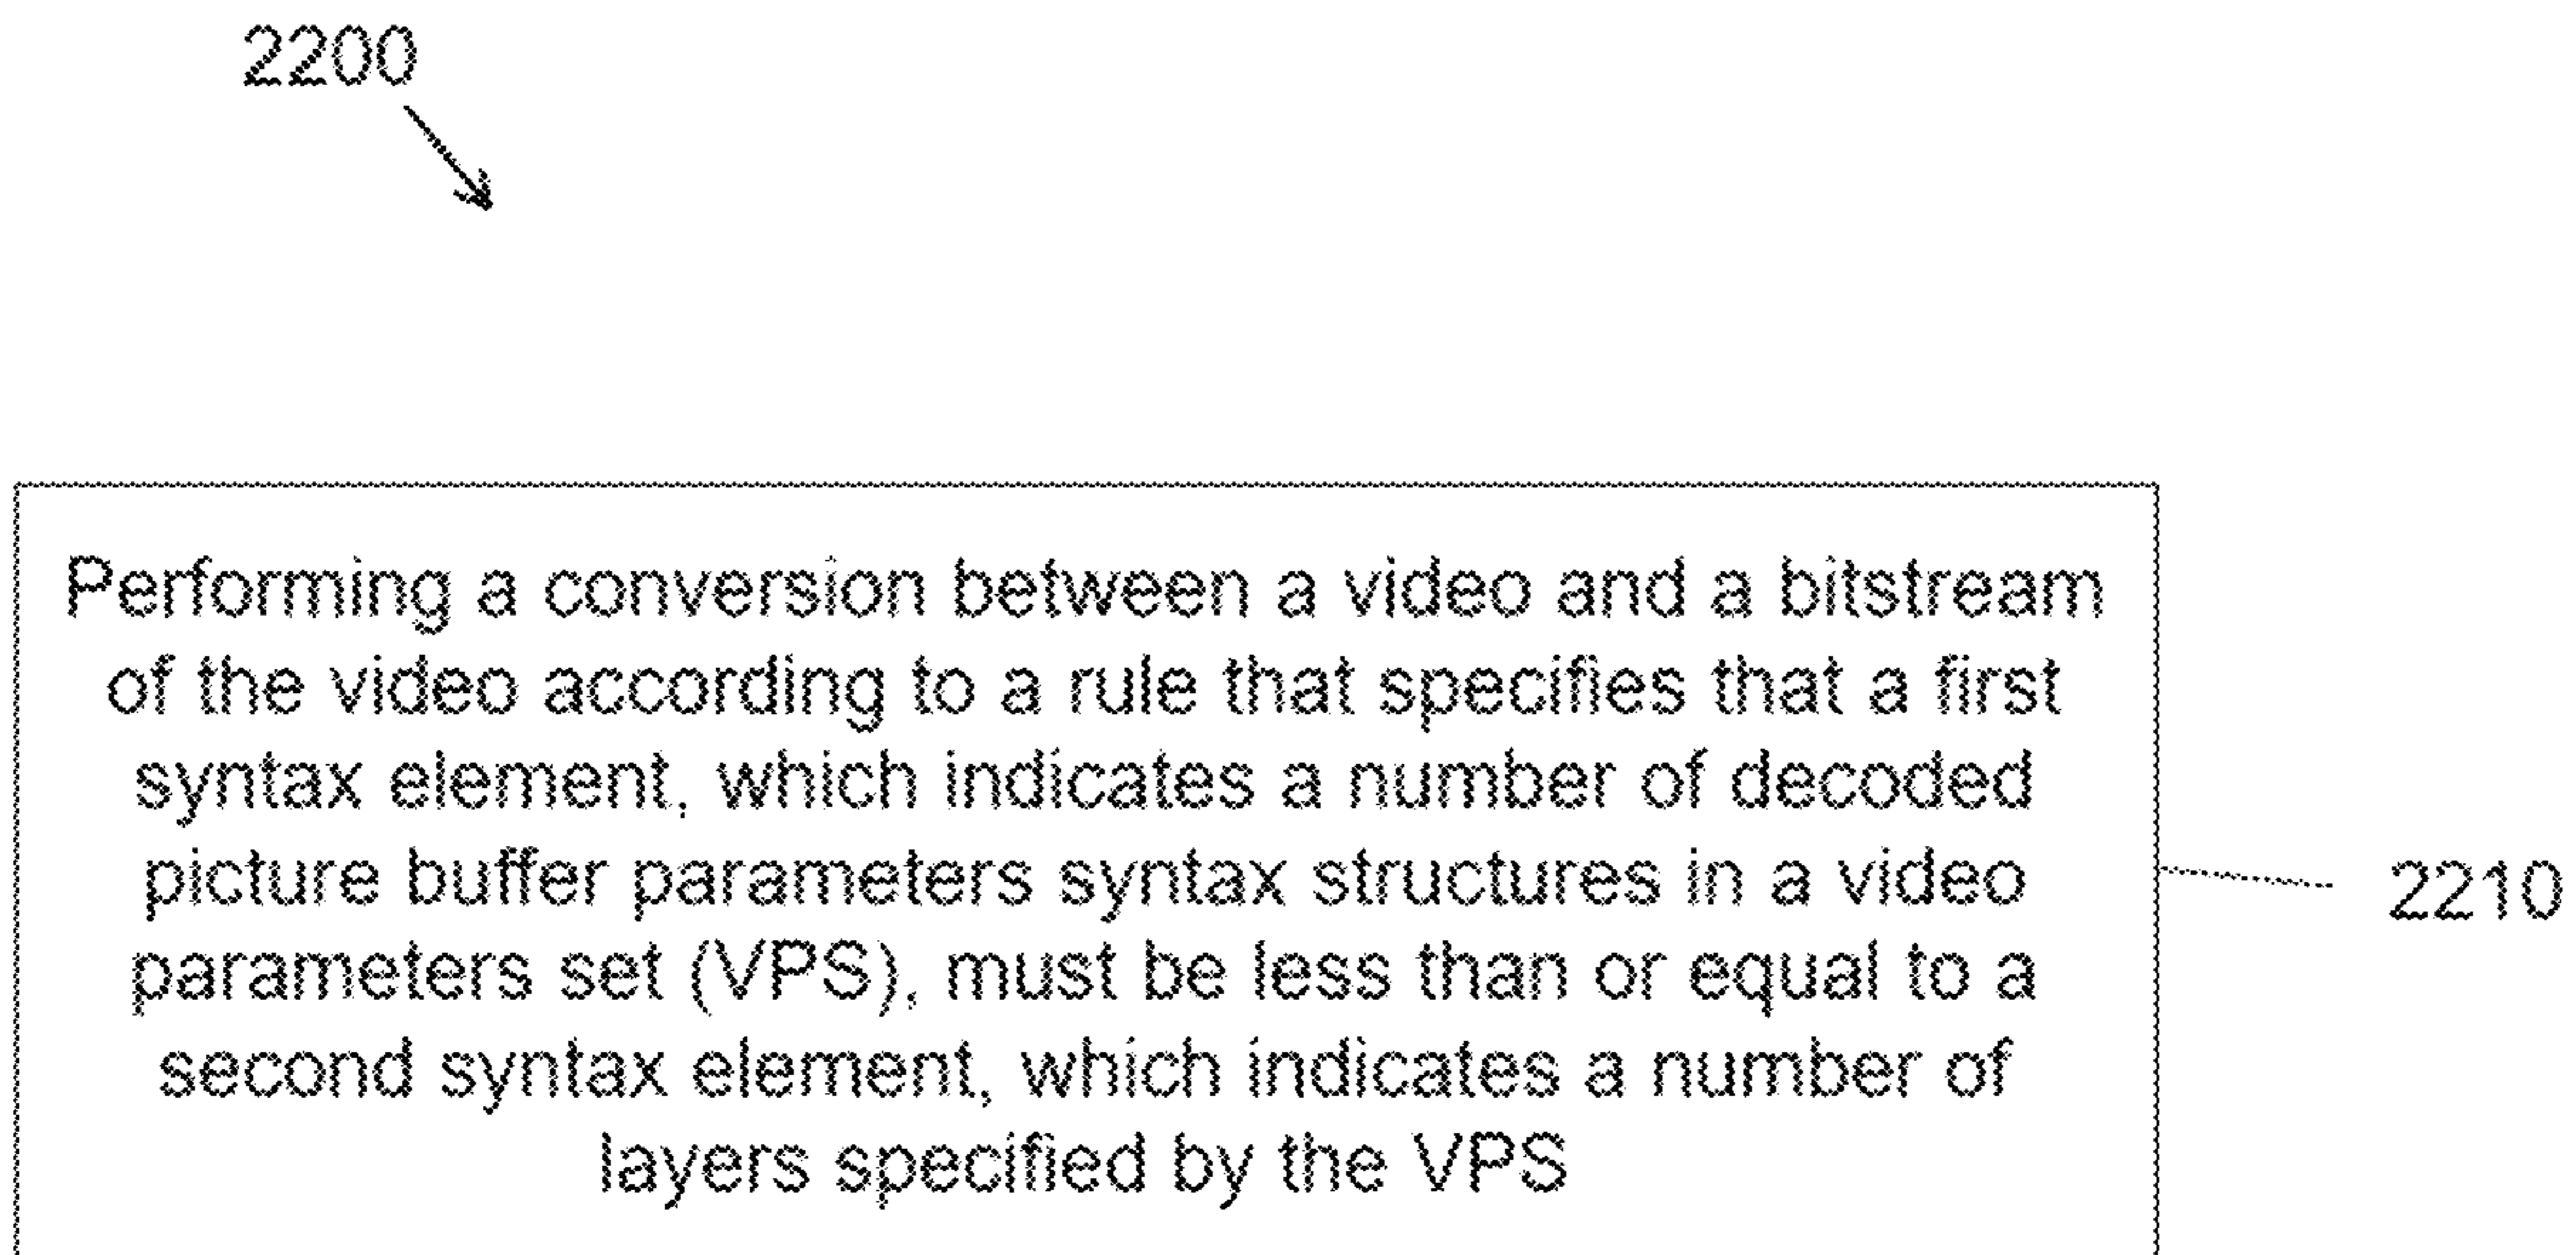 2200
Performing a conversion between a video and a bitstream
of the video according to a rule that specifies that a first
syntax element, which indicates a number of decoded
picture buffer parameters syntax structures in a video
parameters set (VPS), must be less than or equal to a
second syntax element, which indicates a number of
layers specified by the VPS
2210